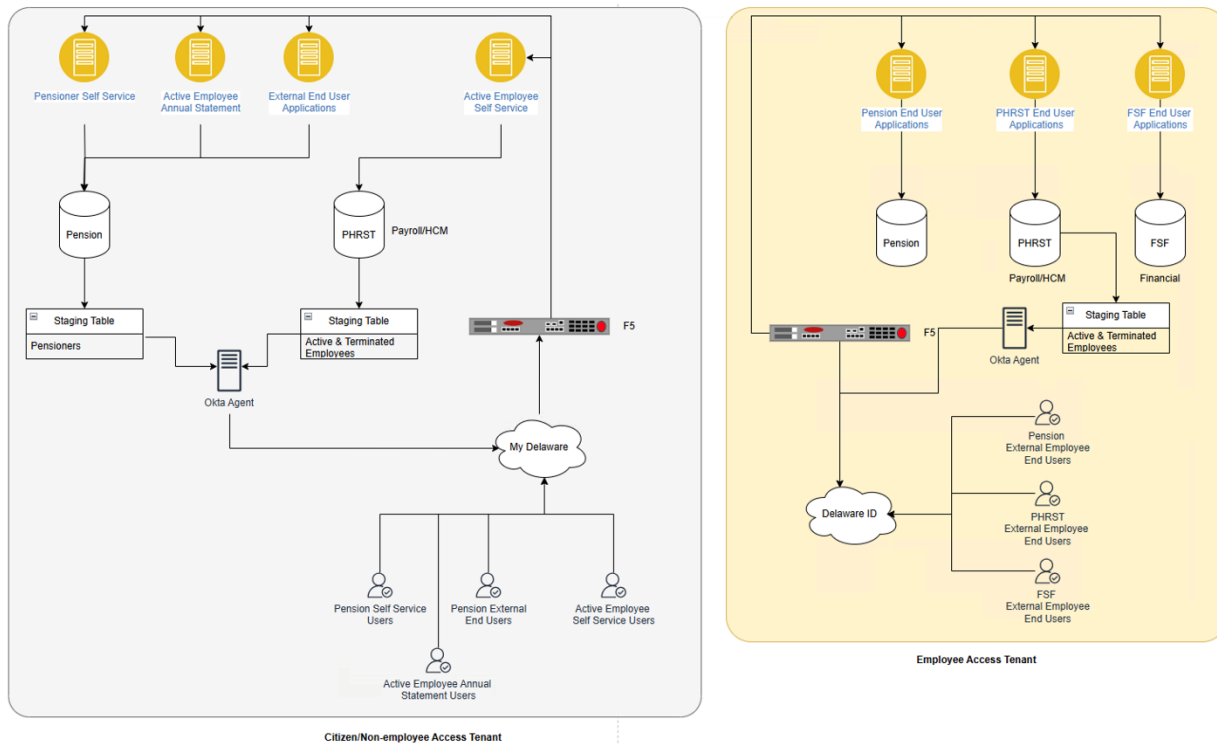 Pensioner Self Service
Active Employee
Annual Statement
External End User
Applications
Active Employee
Self Service
Pension
PHRST
Payroll/HCM
Staging Table
Pensioners
Staging Table
Active & Terminated
Employees
F5
Okta Agent
My Delaware
Pension Self Service
Users
Pension External
End Users
Active Employee
Self Service Users
Active Employee Annual
Statement Users
Citizen/Non-employee Access Tenant
Pension End User
Applications
PHRST End User
Applications
FSF End User
Applications
Pension
PHRST
FSF
Payroll/HCM
Financial
Staging Table
Active & Terminated
Employees
F5
Okta Agent
Pension
External Employee
End Users
Delaware ID
PHRST
External Employee
End Users
FSF
External Employee
End Users
Employee Access Tenant